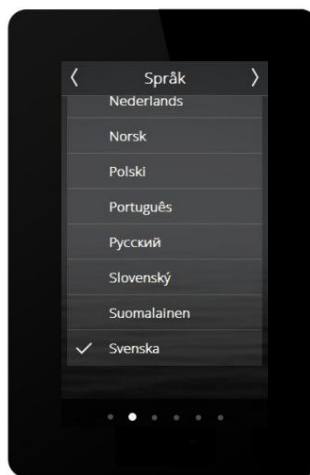 Språk
Nederlands
Norsk
Polski
Português
Русский
Slovenský
Suomalainen
Svenska